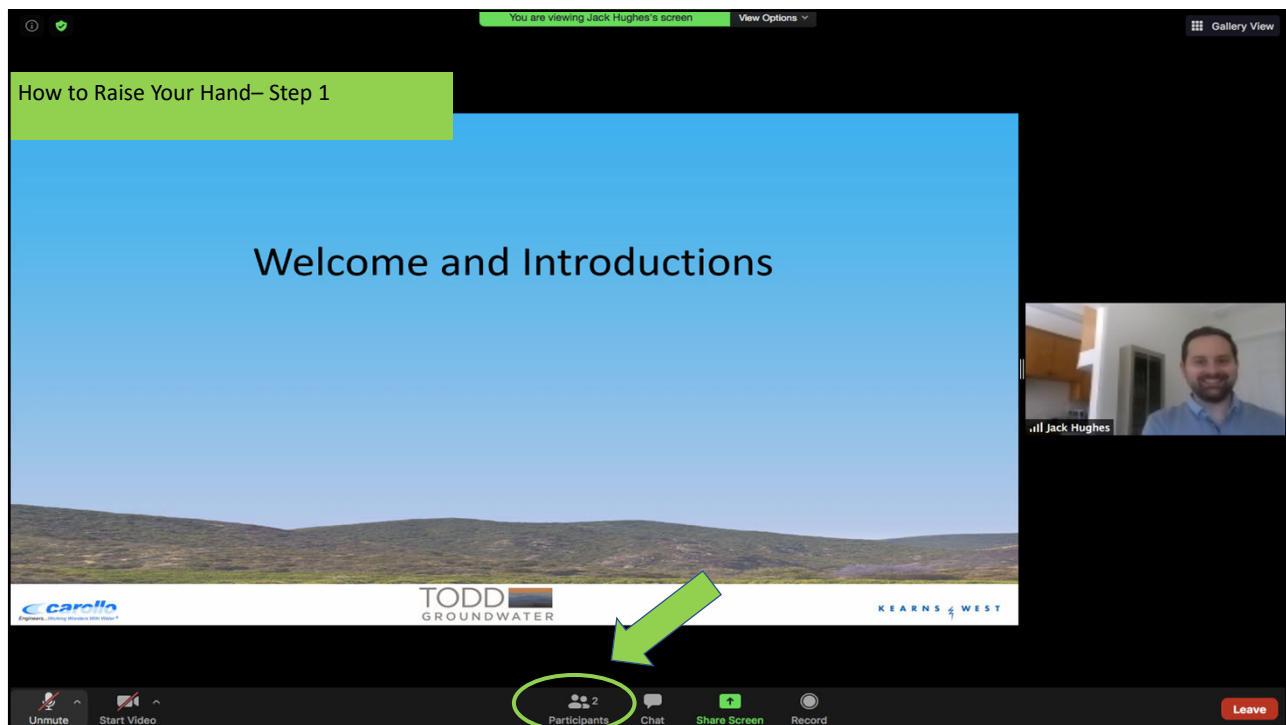 You are viewing Jack Hughes's screen
View Options
Gallery View
How to Raise Your Hand– Step 1
Welcome and Introductions
Jack Hughes
carollo
Engineers...Working Wonders With Water®
TODD
GROUNDWATER
KEARNS & WEST
2
Unmute
Start Video
Participants
Chat
Share Screen
Record
Leave